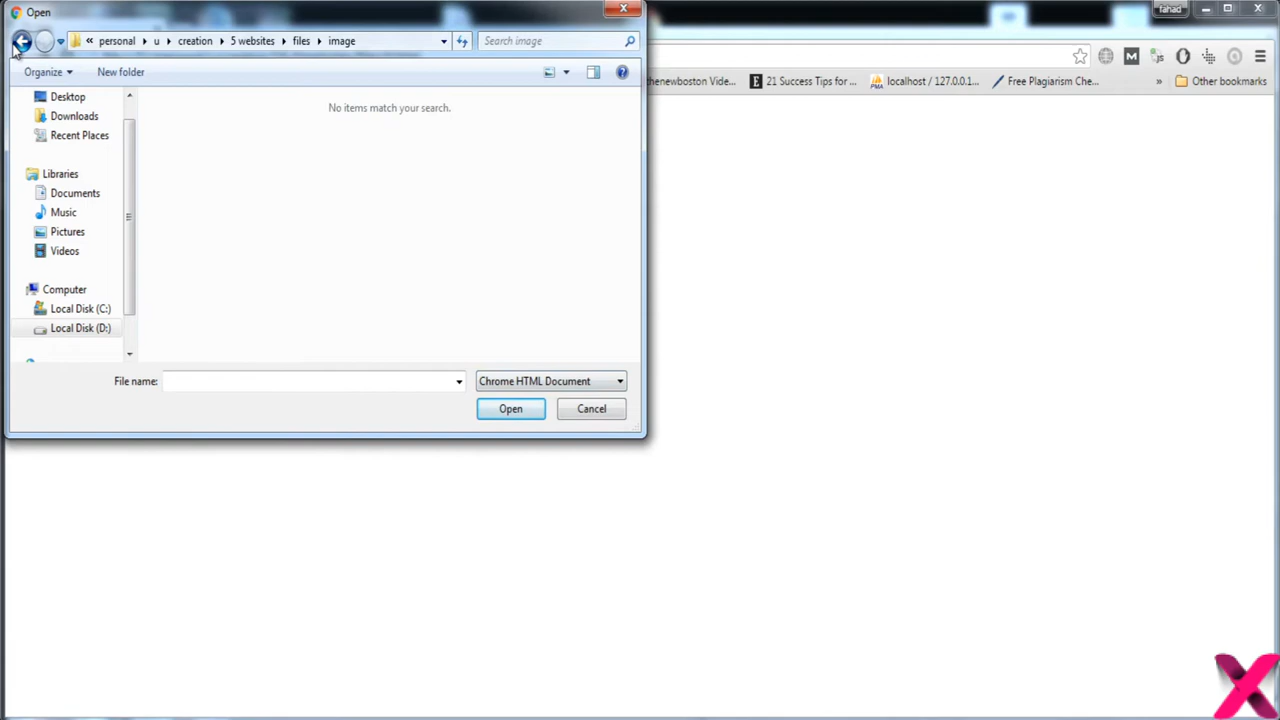 Open
fahad
« personal u creation 5 websites files image
Search image
M
Organize
New folder
thenewboston Vide...
E 21 Success Tips for ...
PMA localhost / 127.0.0.1...
Free Plagiarism Che...
»
Other bookmarks
Desktop
Downloads
Recent Places
Libraries
Documents
Music
Pictures
Videos
Computer
Local Disk (C:)
Local Disk (D:)
No items match your search.
File name:
Chrome HTML Document
Open
Cancel
X